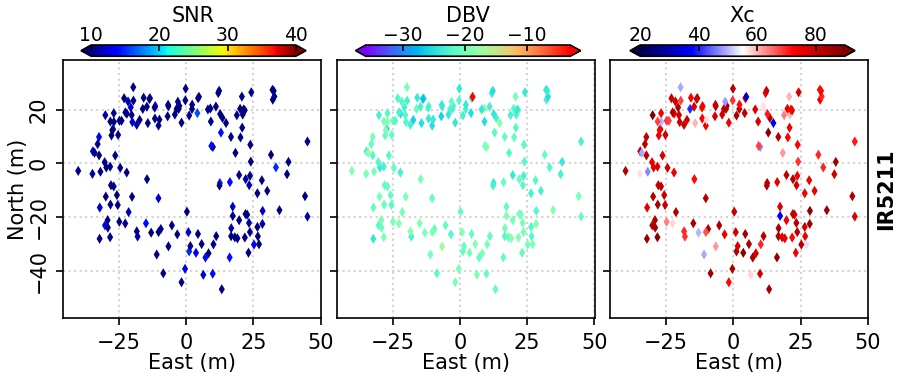 SNR DBV Xc
10 20 30 40 −30 −20 −10 20 40 60 80
North (m)
20
0
−20
−40
−25 0 25 50 −25 0 25 50 −25 0 25 50
East (m) East (m) East (m)
IR5211